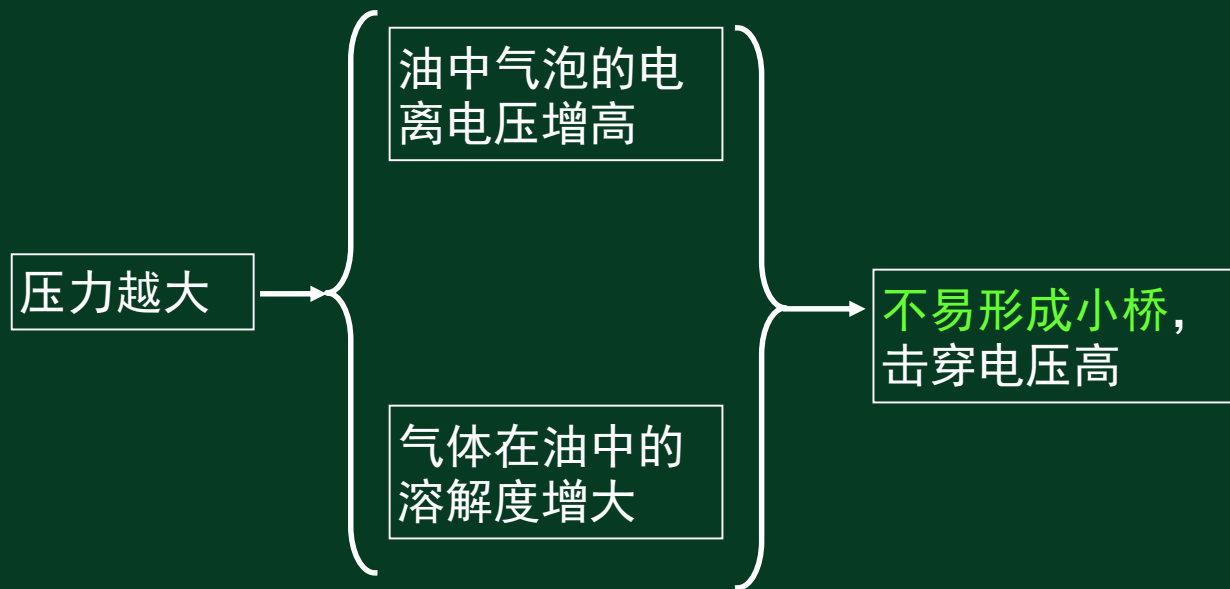 压力越大
油中气泡的电
离电压增高
气体在油中的
溶解度增大
不易形成小桥，
击穿电压高